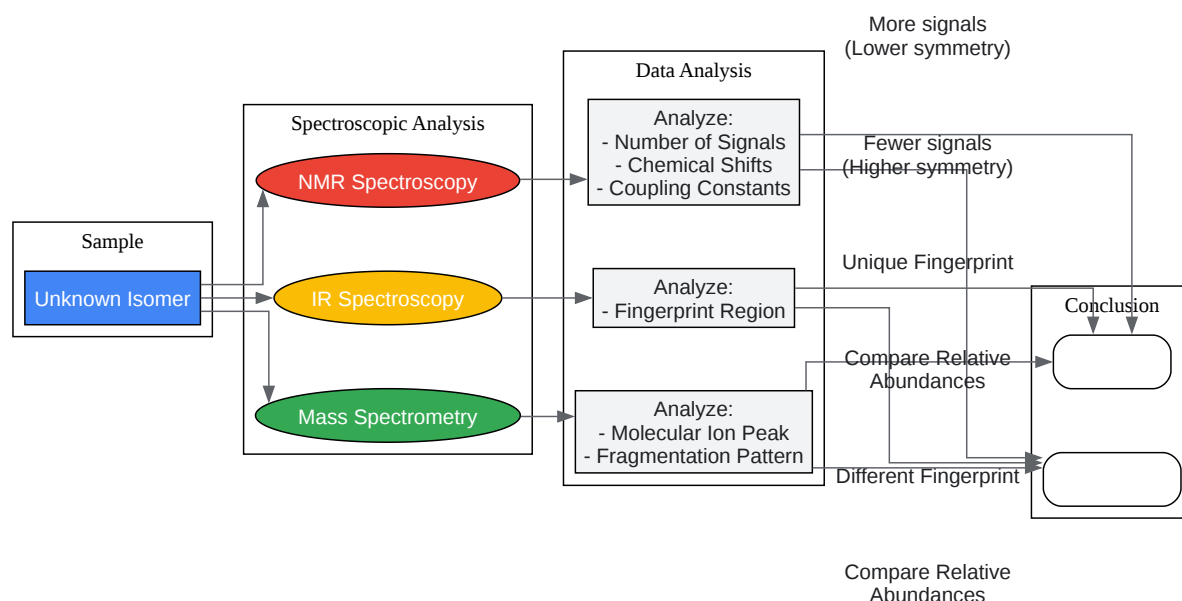 Sample
Unknown Isomer
Spectroscopic Analysis
NMR Spectroscopy
IR Spectroscopy
Mass Spectrometry
Data Analysis
Analyze:
- Number of Signals
- Chemical Shifts
- Coupling Constants
Analyze:
- Fingerprint Region
Analyze:
- Molecular Ion Peak
- Fragmentation Pattern
More signals
(Lower symmetry)
Fewer signals
(Higher symmetry)
Unique Fingerprint
Compare Relative
Abundances
Different Fingerprint
Compare Relative
Abundances
Conclusion